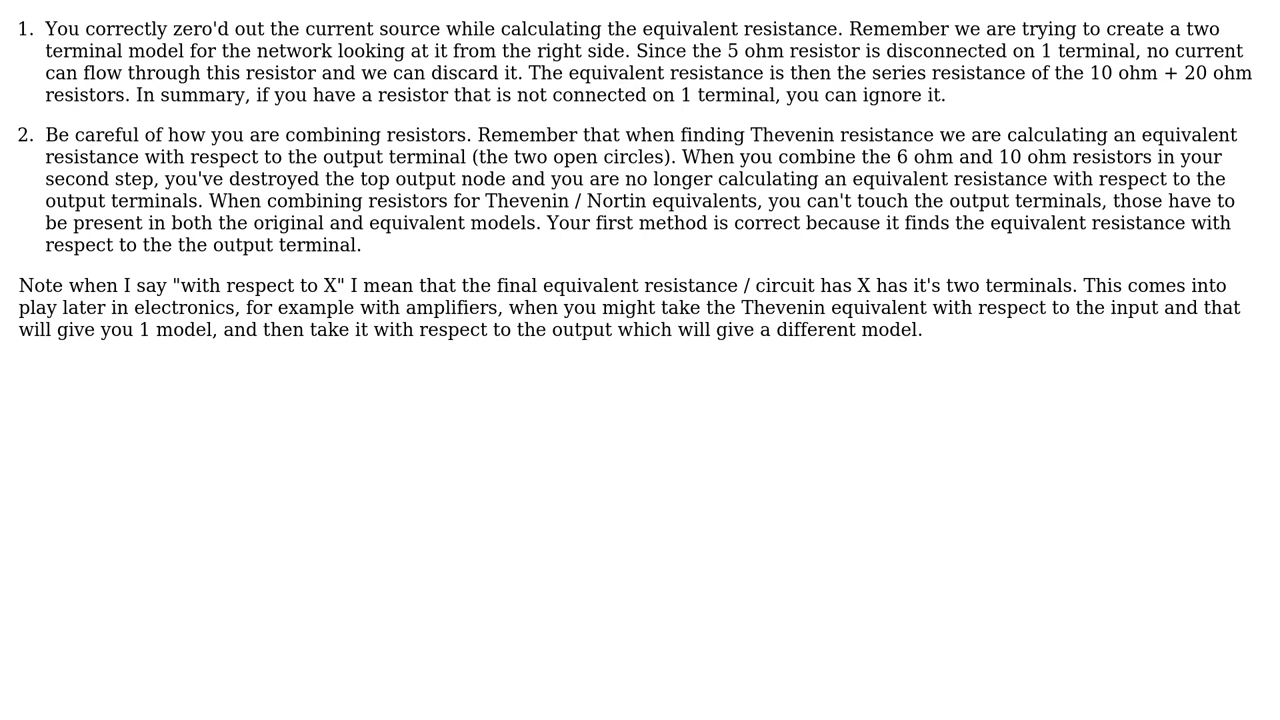 1. You correctly zero'd out the current source while calculating the equivalent resistance. Remember we are trying to create a two
terminal model for the network looking at it from the right side. Since the 5 ohm resistor is disconnected on 1 terminal, no current
can flow through this resistor and we can discard it. The equivalent resistance is then the series resistance of the 10 ohm + 20 ohm
resistors. In summary, if you have a resistor that is not connected on 1 terminal, you can ignore it.
2. Be careful of how you are combining resistors. Remember that when finding Thevenin resistance we are calculating an equivalent
resistance with respect to the output terminal (the two open circles). When you combine the 6 ohm and 10 ohm resistors in your
second step, you've destroyed the top output node and you are no longer calculating an equivalent resistance with respect to the
output terminals. When combining resistors for Thevenin / Nortin equivalents, you can't touch the output terminals, those have to
be present in both the original and equivalent models. Your first method is correct because it finds the equivalent resistance with
respect to the the output terminal.
Note when I say "with respect to X" I mean that the final equivalent resistance / circuit has X has it's two terminals. This comes into
play later in electronics, for example with amplifiers, when you might take the Thevenin equivalent with respect to the input and that
will give you 1 model, and then take it with respect to the output which will give a different model.